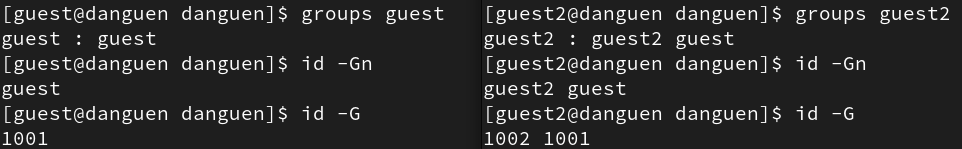 [guest@danguen danguen]$ groups guest
guest : guest
[guest@danguen danguen]$ id -Gn
guest
[guest@danguen danguen]$ id -G
1001
[guest2@danguen danguen]$ groups guest2
guest2 : guest2 guest
[guest2@danguen danguen]$ id -Gn
guest2 guest
[guest2@danguen danguen]$ id -G
1002 1001